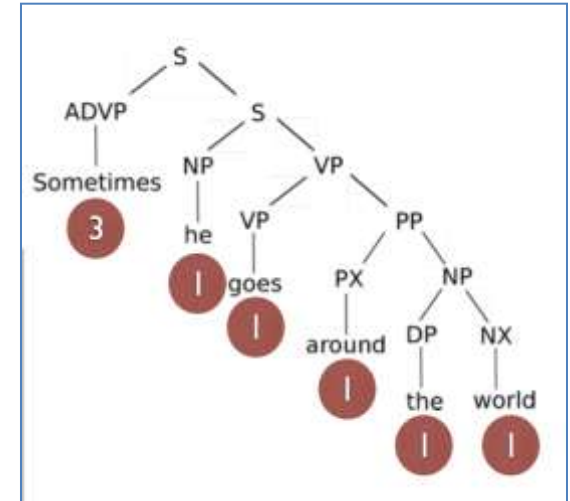 S
ADVP S
Sometimes NP VP
3 he VP PP
1 goes PX NP
1 around DP NX
1 the world
1 1